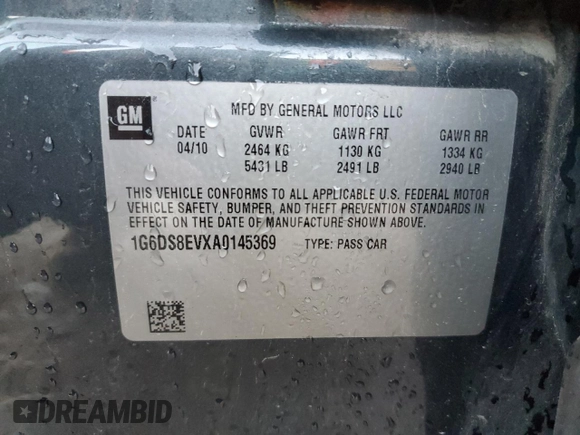 GM
MFD BY GENERAL MOTORS LLC
DATE GVWR GAWR FRT GAWR RR
04/10 2464 KG 1130 KG 1334 KG
5431 LB 2491 LB 2940 LB
THIS VEHICLE CONFORMS TO ALL APPLICABLE U.S. FEDERAL MOTOR
VEHICLE SAFETY, BUMPER, AND THEFT PREVENTION STANDARDS IN
EFFECT ON THE DATE OF MANUFACTURE SHOWN ABOVE.
1G6DS8EVXA0145369 TYPE: PASS CAR
DREAMBID